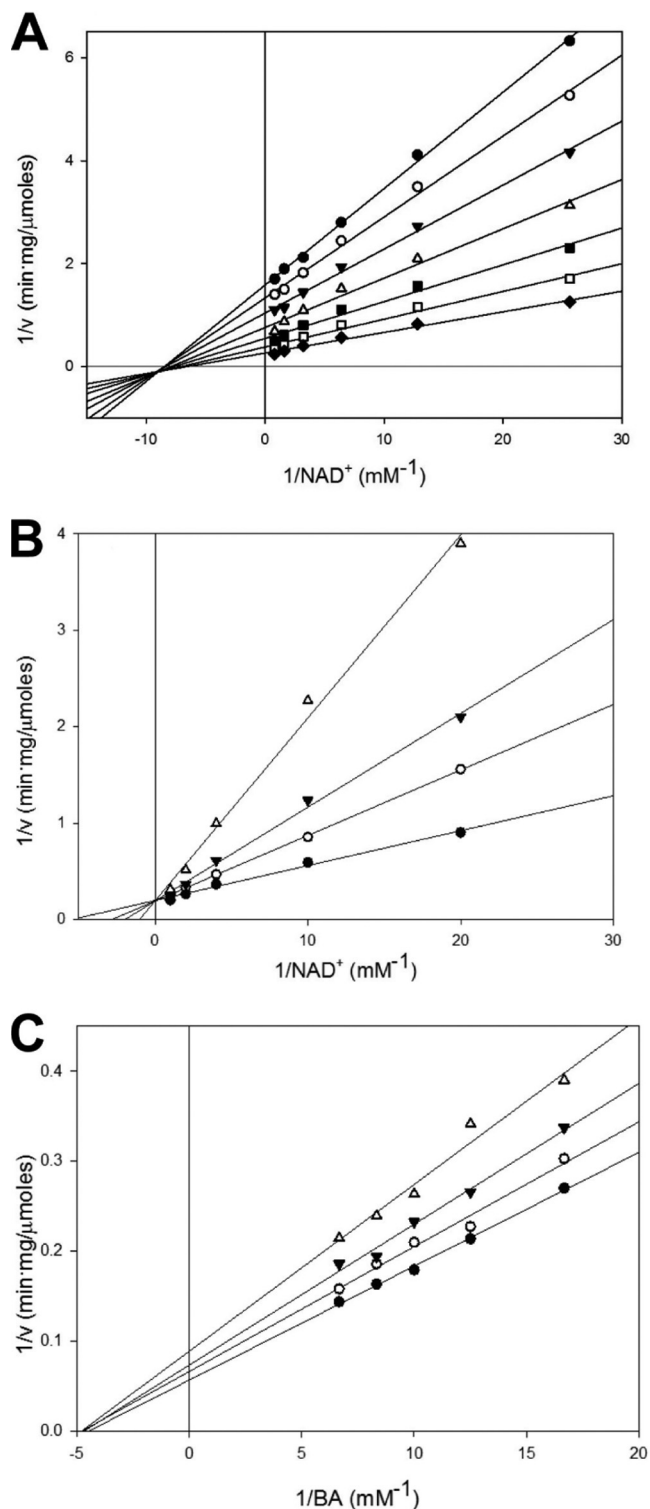 A
6
4
2
0
1/v (min·mg/μmoles)
-10 0 10 20 30
1/NAD⁺ (mM⁻¹)
B
4
3
2
1
0
1/v (min·mg/μmoles)
0 10 20 30
1/NAD⁺ (mM⁻¹)
C
0.4
0.3
0.2
0.1
0.0
1/v (min·mg/μmoles)
-5 0 5 10 15 20
1/BA (mM⁻¹)